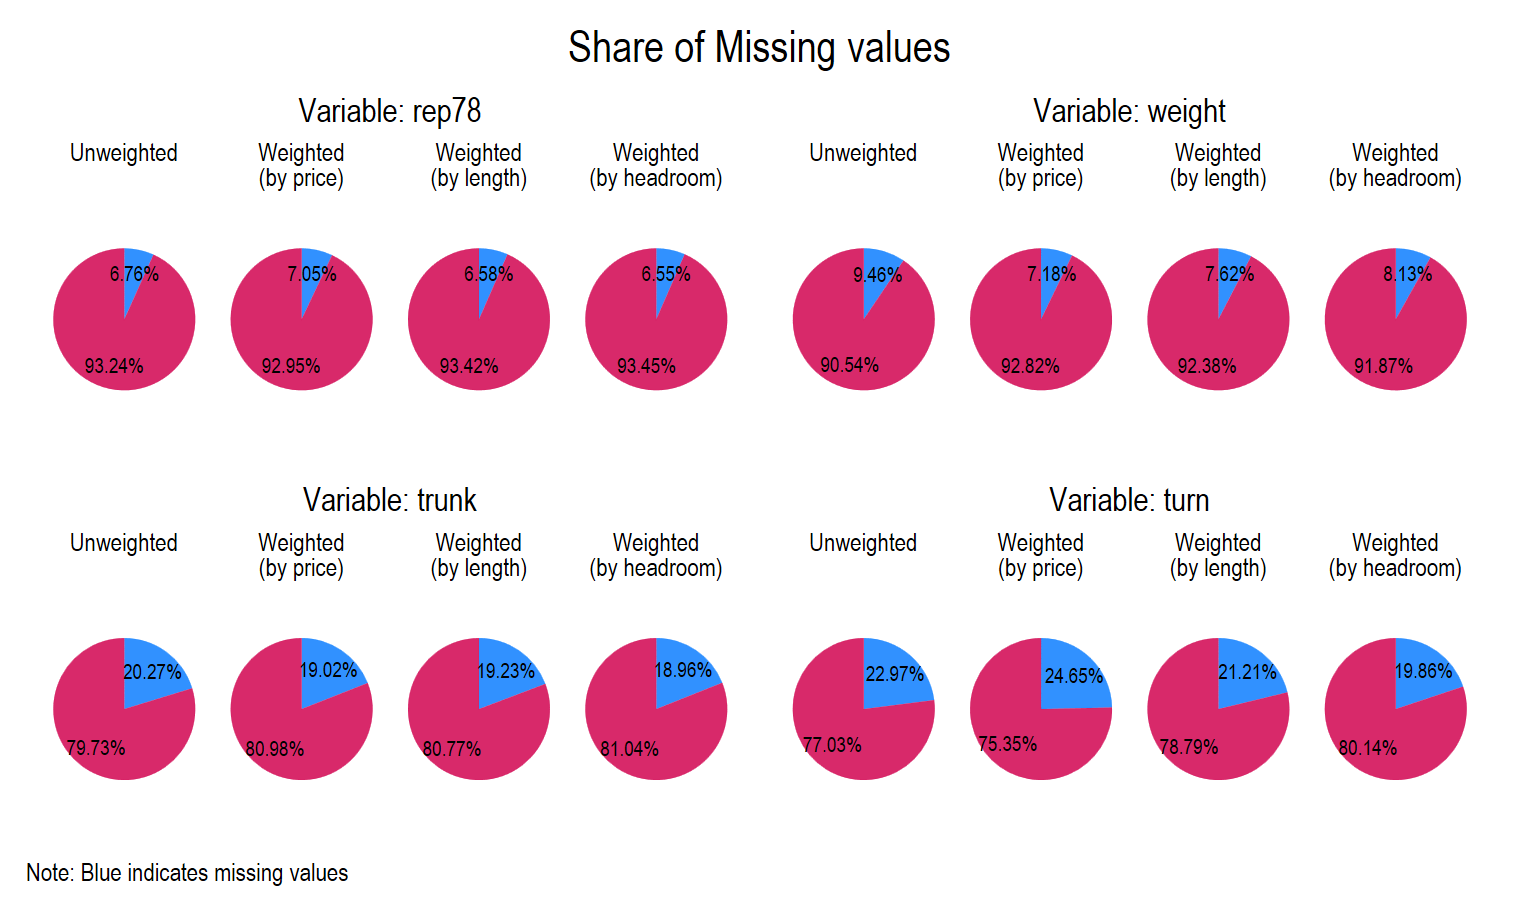 Share of Missing values
Variable: rep78
Unweighted
Weighted
(by price)
Weighted
(by length)
Weighted
(by headroom)
6.76%
93.24%
7.05%
92.95%
6.58%
93.42%
6.55%
93.45%
Variable: weight
Unweighted
Weighted
(by price)
Weighted
(by length)
Weighted
(by headroom)
9.46%
90.54%
7.18%
92.82%
7.62%
92.38%
8.13%
91.87%
Variable: trunk
Unweighted
Weighted
(by price)
Weighted
(by length)
Weighted
(by headroom)
20.27%
79.73%
19.02%
80.98%
19.23%
80.77%
18.96%
81.04%
Variable: turn
Unweighted
Weighted
(by price)
Weighted
(by length)
Weighted
(by headroom)
22.97%
77.03%
24.65%
75.35%
21.21%
78.79%
19.86%
80.14%
Note: Blue indicates missing values